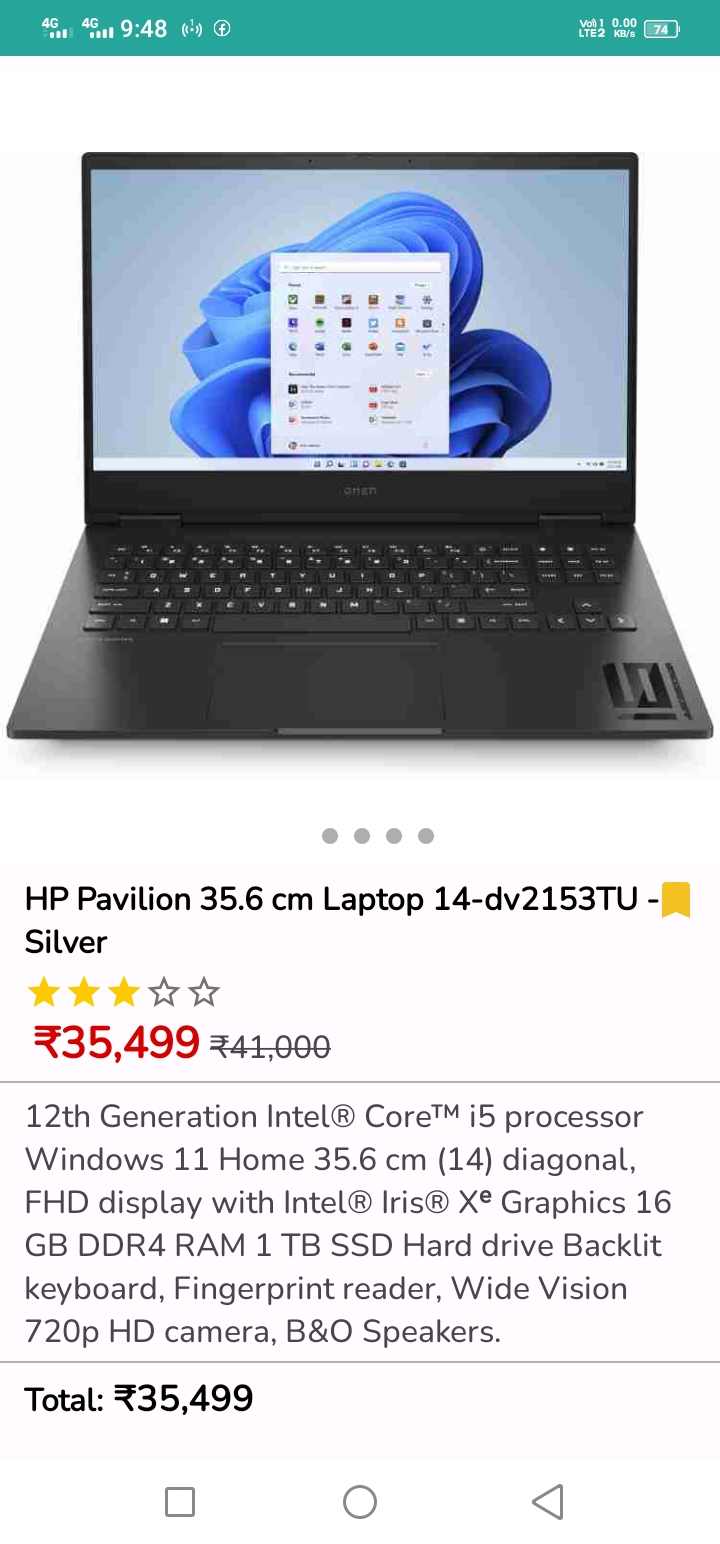 4G 4G 9:48 Vo) 1 LTE2 0.00 KB/s 74
OMEN
HP Pavilion 35.6 cm Laptop 14-dv2153TU -
Silver
₹35,499 ₹41,000
12th Generation Intel® Core™ i5 processor
Windows 11 Home 35.6 cm (14) diagonal,
FHD display with Intel® Iris® Xᵉ Graphics 16
GB DDR4 RAM 1 TB SSD Hard drive Backlit
keyboard, Fingerprint reader, Wide Vision
720p HD camera, B&O Speakers.
Total: ₹35,499